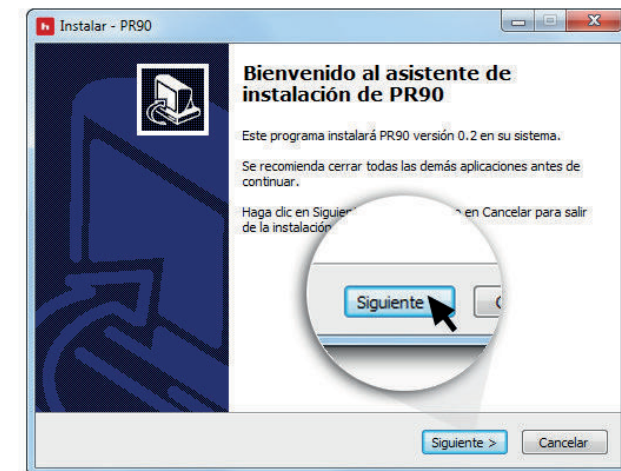 Instalar - PR90
Bienvenido al asistente de
instalación de PR90
Este programa instalará PR90 versión 0.2 en su sistema.
Se recomienda cerrar todas las demás aplicaciones antes de
continuar.
Haga clic en en Cancelar para salir
de la instalación
Siguiente
Siguiente >
Cancelar